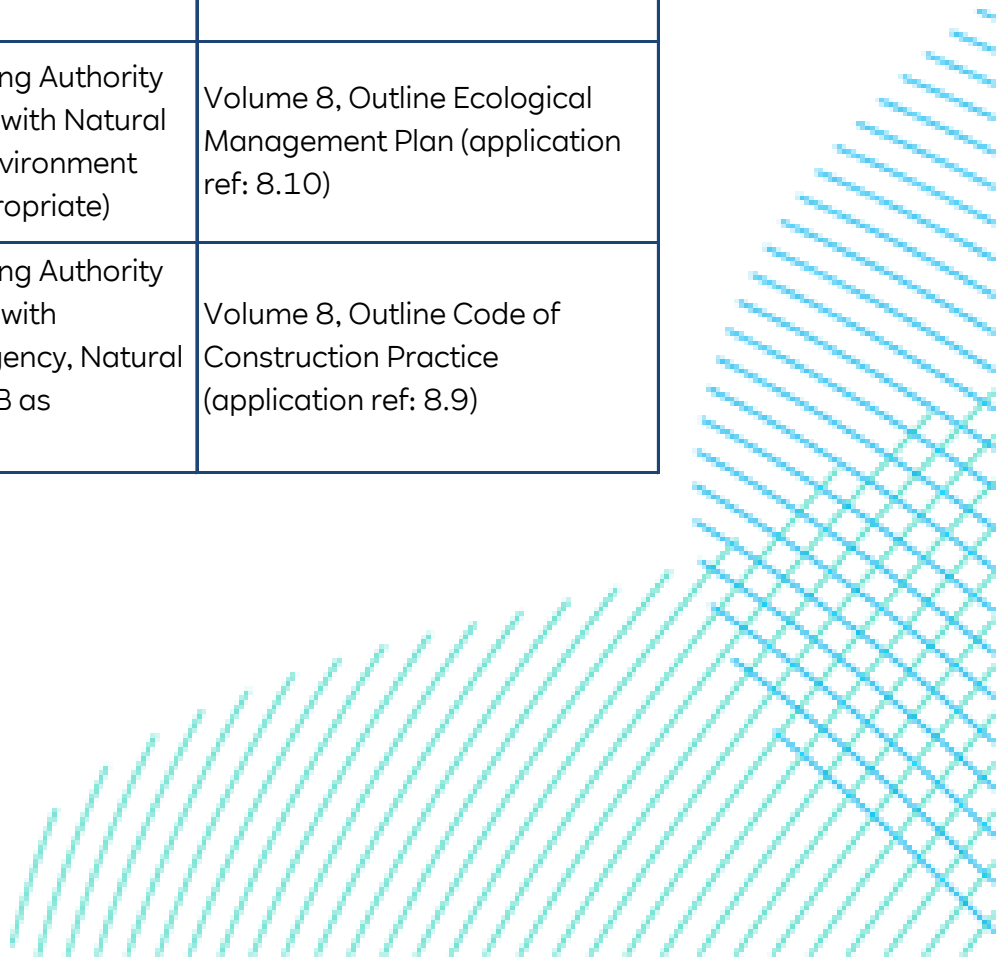 ng Authority
with Natural
vironment
ropriate)
Volume 8, Outline Ecological
Management Plan (application
ref: 8.10)
ng Authority
with
gency, Natural
B as
Volume 8, Outline Code of
Construction Practice
(application ref: 8.9)